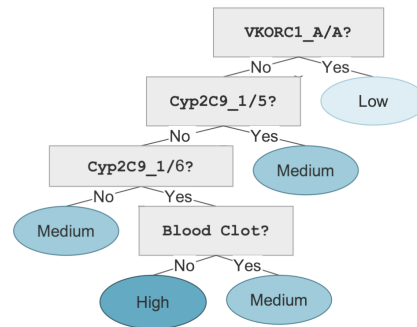 VKORC1_A/A?
No Yes
Cyp2C9_1/5?
Low
No Yes
Cyp2C9_1/6?
Medium
No Yes
Medium
Blood Clot?
No Yes
High
Medium